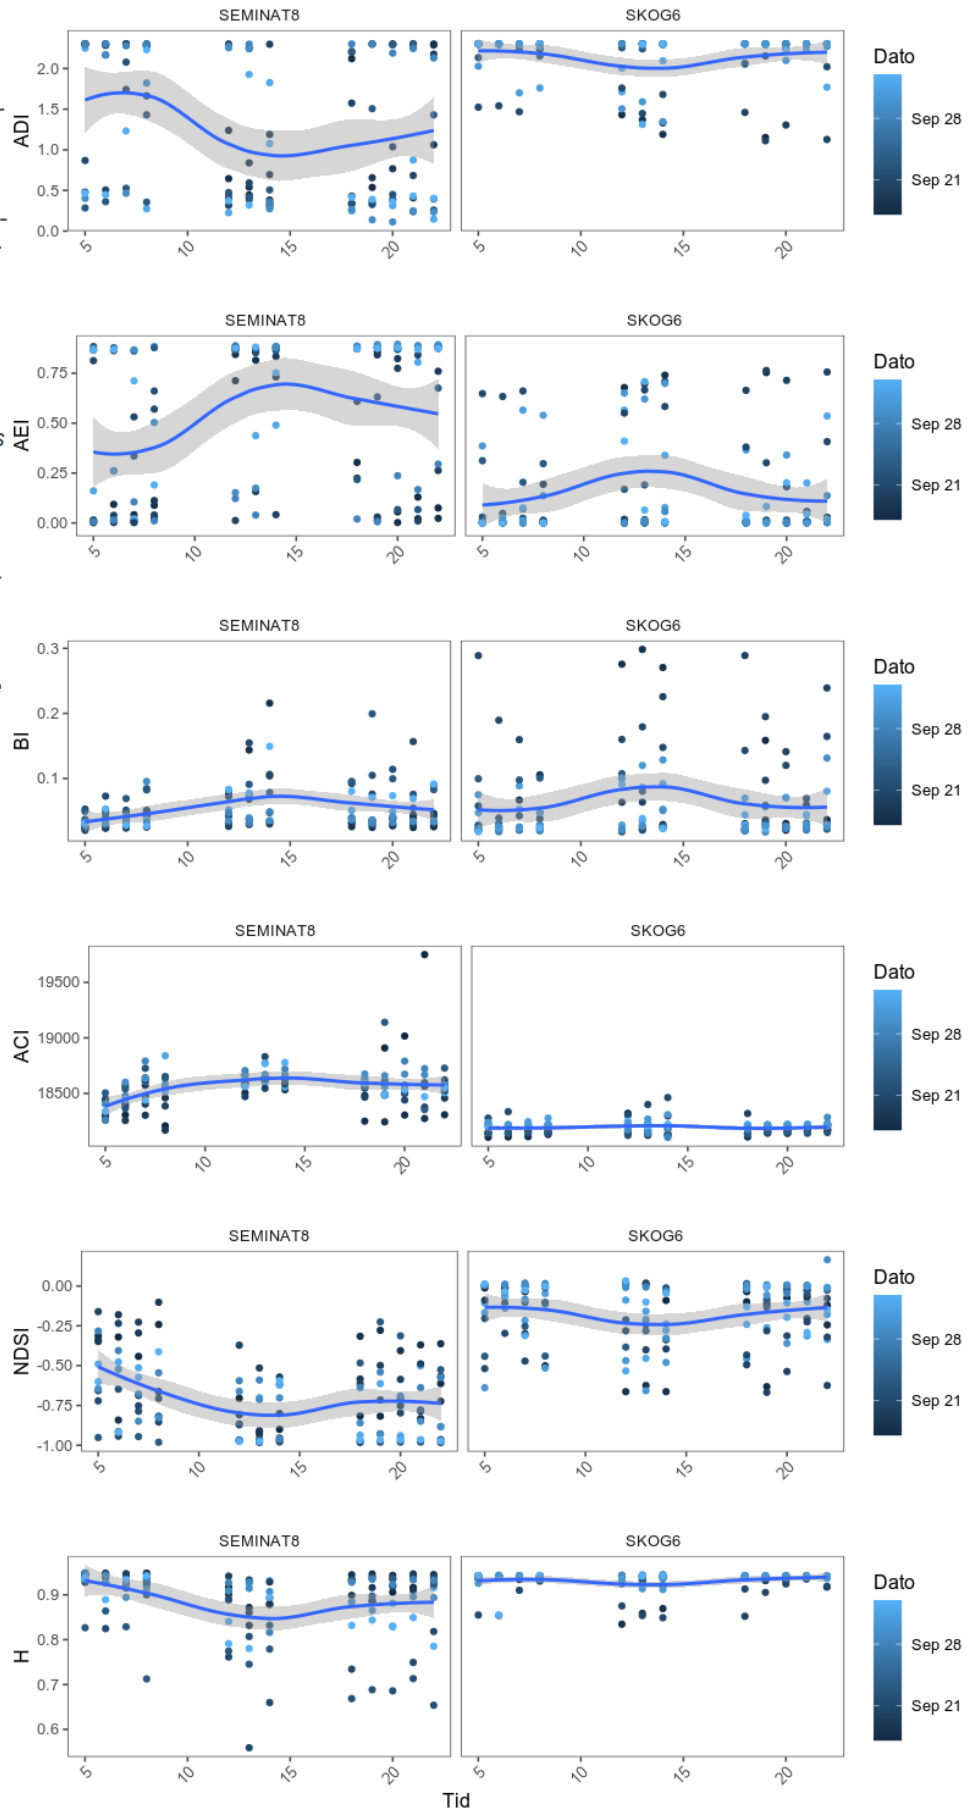 SEMINAT8 SKOG6
ADI
2.0
1.5
1.0
0.5
0.0
5 10 15 20 5 10 15 20
Dato
Sep 28
Sep 21
SEMINAT8 SKOG6
AEI
0.75
0.50
0.25
0.00
5 10 15 20 5 10 15 20
Dato
Sep 28
Sep 21
SEMINAT8 SKOG6
BI
0.3
0.2
0.1
5 10 15 20 5 10 15 20
Dato
Sep 28
Sep 21
SEMINAT8 SKOG6
ACI
19500
19000
18500
5 10 15 20 5 10 15 20
Dato
Sep 28
Sep 21
SEMINAT8 SKOG6
NDSI
0.00
-0.25
-0.50
-0.75
-1.00
5 10 15 20 5 10 15 20
Dato
Sep 28
Sep 21
SEMINAT8 SKOG6
H
0.9
0.8
0.7
0.6
5 10 15 20 5 10 15 20
Dato
Sep 28
Sep 21
Tid